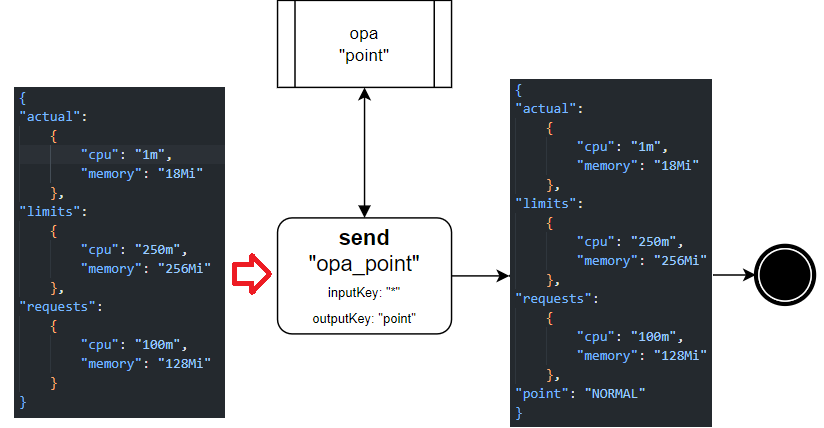 opa
"point"
{
"actual":
{
"cpu": "1m",
"memory": "18Mi"
},
"limits":
{
"cpu": "250m",
"memory": "256Mi"
},
"requests":
{
"cpu": "100m",
"memory": "128Mi"
}
}
send
"opa_point"
inputKey: "*"
outputKey: "point"
{
"actual":
{
"cpu": "1m",
"memory": "18Mi"
},
"limits":
{
"cpu": "250m",
"memory": "256Mi"
},
"requests":
{
"cpu": "100m",
"memory": "128Mi"
},
"point": "NORMAL"
}